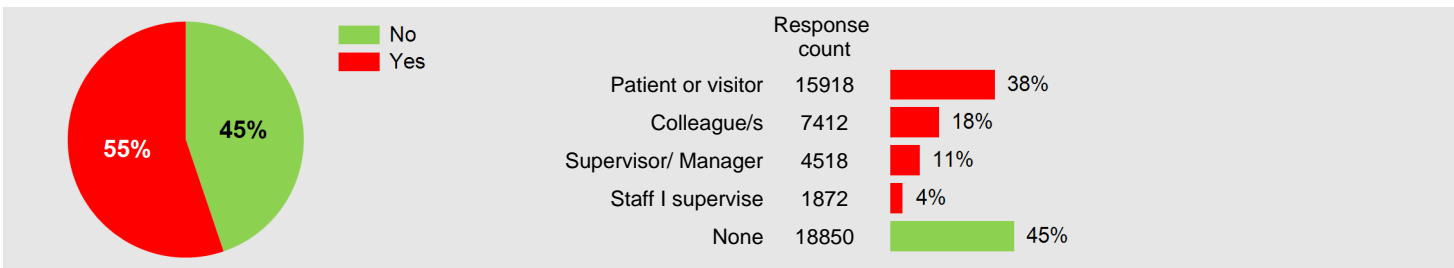 No
Yes
45%
55%
Response
count
Patient or visitor 15918 38%
Colleague/s 7412 18%
Supervisor/ Manager 4518 11%
Staff I supervise 1872 4%
None 18850 45%